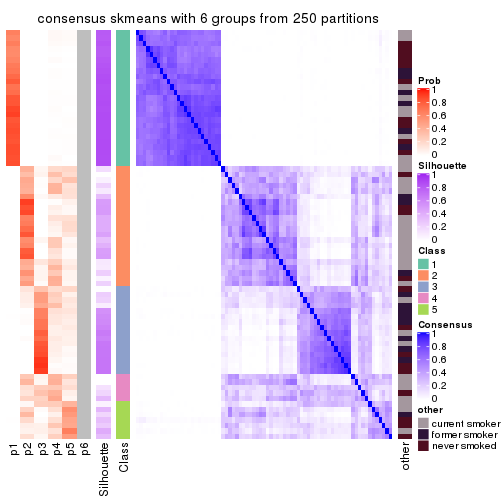 consensus skmeans with 6 groups from 250 partitions
Prob
1
0.8
0.6
0.4
0.2
0
Silhouette
1
0.8
0.6
0.4
0.2
0
Class
1
2
3
4
5
Consensus
1
0.8
0.6
0.4
0.2
0
other
current smoker
former smoker
never smoked
p1
p2
p3
p4
p5
p6
Silhouette
Class
other